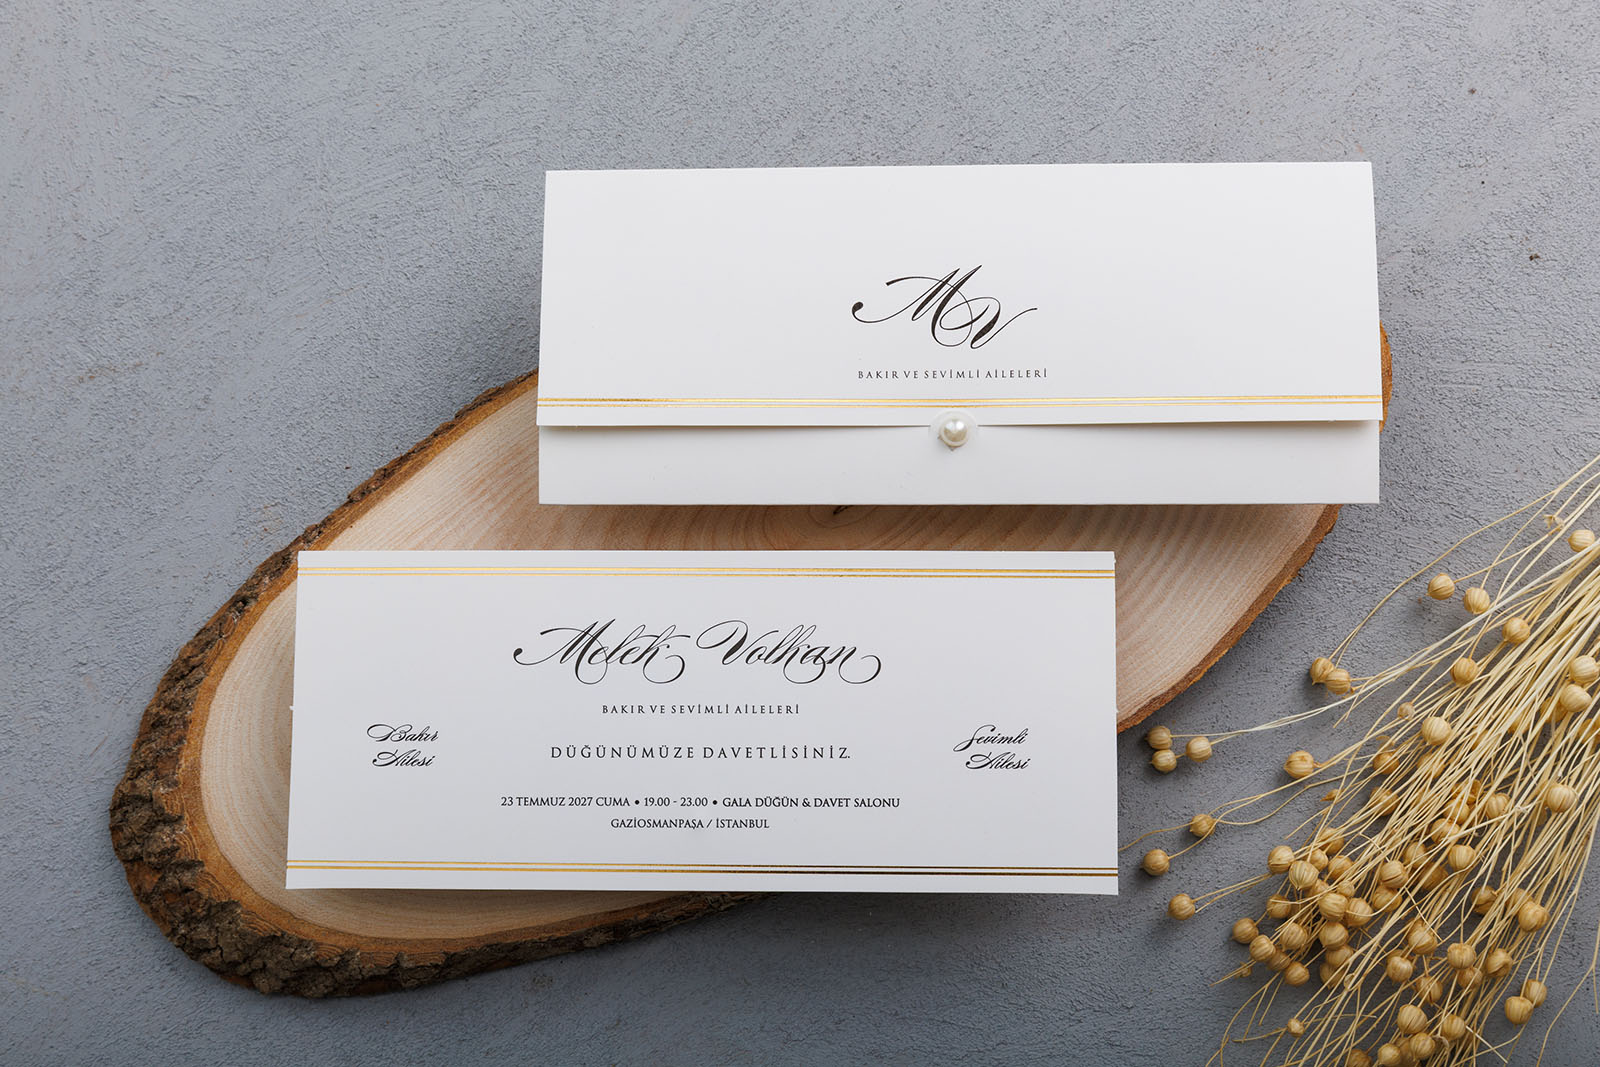 MV
BAKIR VE SEVİMLİ AİLELERİ
Melek Volkan
BAKIR VE SEVİMLİ AİLELERİ
Bakır
Ailesi
DÜĞÜNÜMÜZE DAVETLİSİNİZ.
Sevimli
Ailesi
23 TEMMUZ 2027 CUMA • 19.00 - 23.00 • GALA DÜĞÜN & DAVET SALONU
GAZİOSMANPAŞA / İSTANBUL